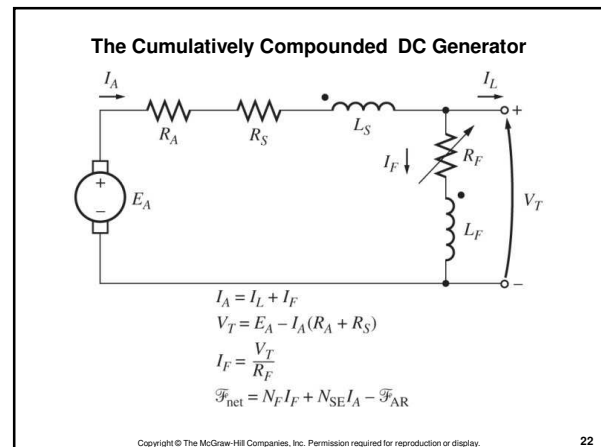 The Cumulatively Compounded DC Generator
I_A
I_L
R_A
R_S
L_S
+
I_F
R_F
+
−
E_A
V_T
L_F
−
I_A = I_L + I_F
V_T = E_A − I_A(R_A + R_S)
I_F = V_T / R_F
ℱ_net = N_F I_F + N_SE I_A − ℱ_AR
Copyright © The McGraw-Hill Companies, Inc. Permission required for reproduction or display.
22